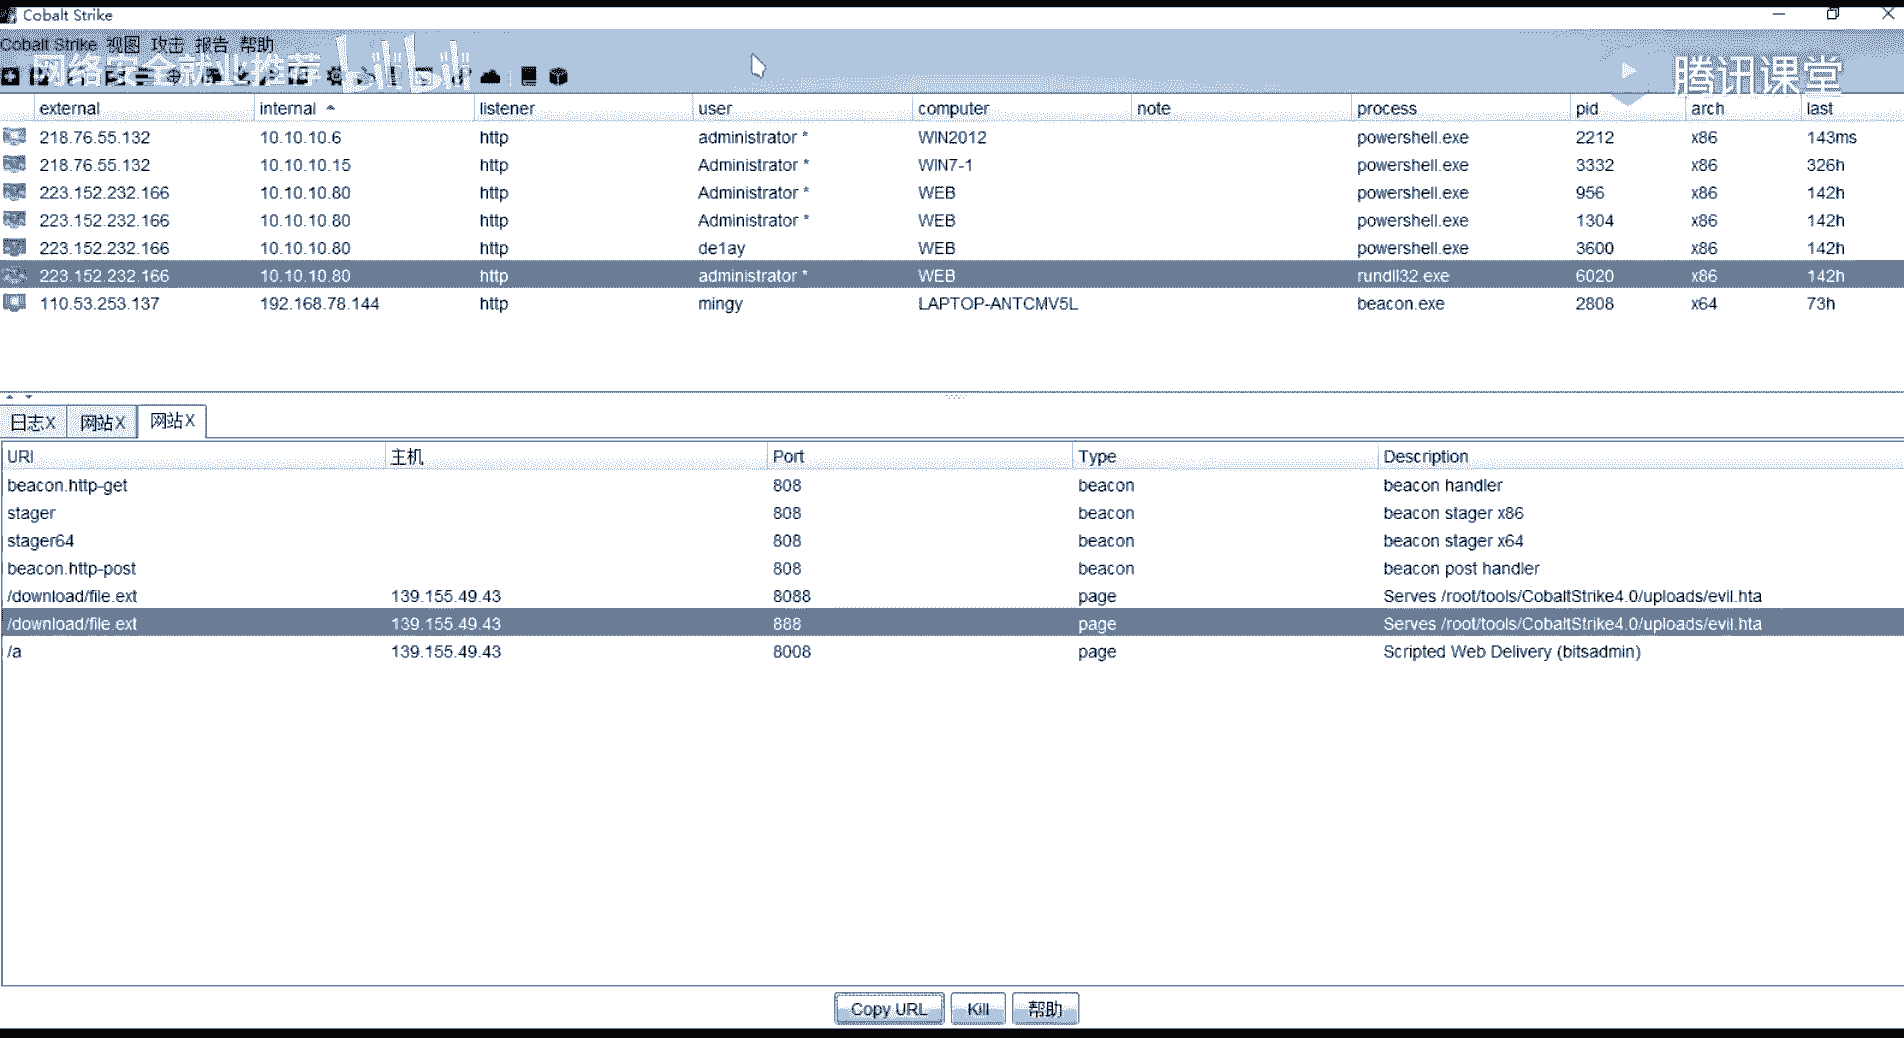 Cobalt Strike
Cobalt Strike 视图 攻击 报告 帮助
网络安全就业推荐 bilibili 腾讯课堂
external internal listener user computer note process pid arch last
218.76.55.132 10.10.10.6 http administrator * WIN2012 powershell.exe 2212 x86 143ms
218.76.55.132 10.10.10.15 http Administrator * WIN7-1 powershell.exe 3332 x86 326h
223.152.232.166 10.10.10.80 http Administrator * WEB powershell.exe 956 x86 142h
223.152.232.166 10.10.10.80 http Administrator * WEB powershell.exe 1304 x86 142h
223.152.232.166 10.10.10.80 http de1ay WEB powershell.exe 3600 x86 142h
223.152.232.166 10.10.10.80 http administrator * WEB rundll32.exe 6020 x86 142h
110.53.253.137 192.168.78.144 http mingy LAPTOP-ANTCMV5L beacon.exe 2808 x64 73h
日志X 网站X 网站X
URI 主机 Port Type Description
beacon.http-get 808 beacon beacon handler
stager 808 beacon beacon stager x86
stager64 808 beacon beacon stager x64
beacon.http-post 808 beacon beacon post handler
/download/file.ext 139.155.49.43 8088 page Serves /root/tools/CobaltStrike4.0/uploads/evil.hta
/download/file.ext 139.155.49.43 888 page Serves /root/tools/CobaltStrike4.0/uploads/evil.hta
/a 139.155.49.43 8008 page Scripted Web Delivery (bitsadmin)
Copy URL Kill 帮助